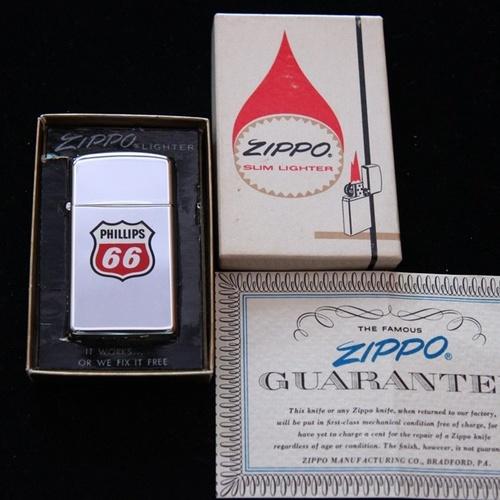 ZIPPO® LIGHTER
PHILLIPS
66
IT WORKS...
OR WE FIX IT FREE
ZIPPO®
SLIM LIGHTER
THE FAMOUS
ZIPPO®
GUARANTE
This knife or any Zippo knife, when returned to our factory,
will be put in first-class mechanical condition free of charge, for
have yet to charge a cent for the repair of a Zippo knife
regardless of age or condition. The finish, however, is not guaran
ZIPPO MANUFACTURING CO., BRADFORD, PA.